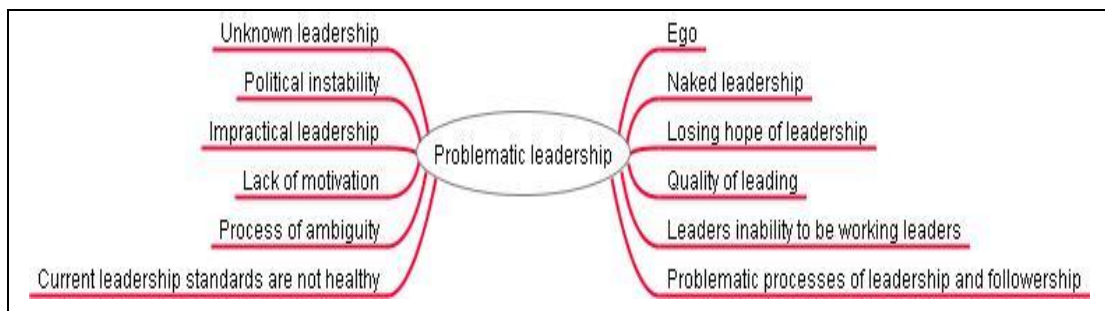 Unknown leadership
Political instability
Impractical leadership
Lack of motivation
Process of ambiguity
Current leadership standards are not healthy
Problematic leadership
Ego
Naked leadership
Losing hope of leadership
Quality of leading
Leaders inability to be working leaders
Problematic processes of leadership and followership